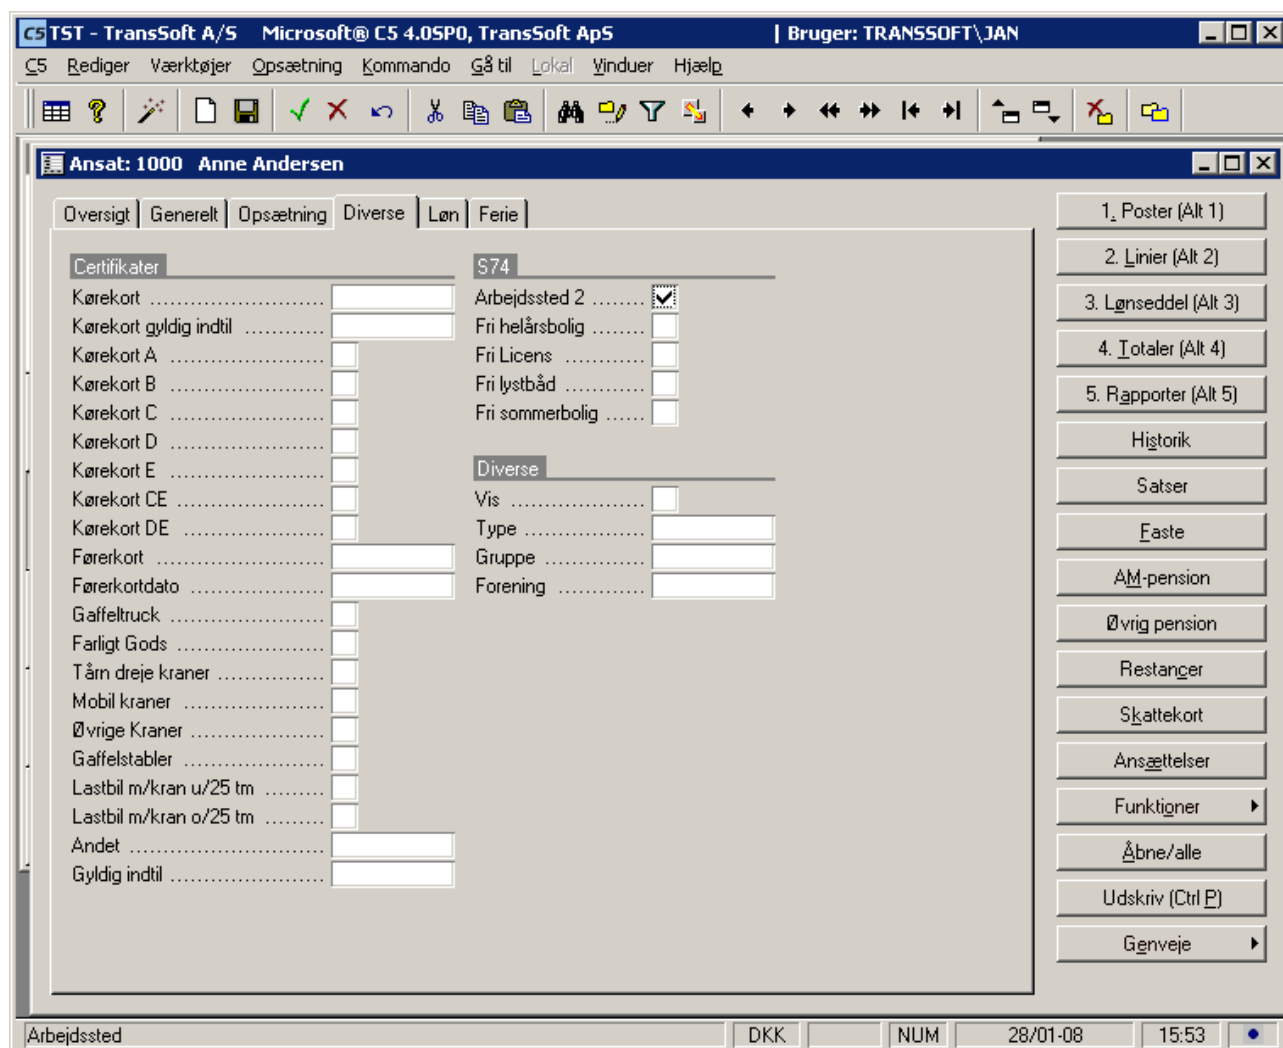 C5 TST - TransSoft A/S Microsoft® C5 4.0SP0, TransSoft ApS | Bruger: TRANSSOFT\JAN
C5 Rediger Værktøjer Opsætning Kommando Gå til Lokal Vinduer Hjælp
Ansat: 1000 Anne Andersen
Oversigt Generelt Opsætning Diverse Løn Ferie
Certifikater
Kørekort
Kørekort gyldig indtil
Kørekort A
Kørekort B
Kørekort C
Kørekort D
Kørekort E
Kørekort CE
Kørekort DE
Førerkort
Førerkortdato
Gaffeltruck
Farligt Gods
Tårn dreje kraner
Mobil kraner
Øvrige Kraner
Gaffelstabler
Lastbil m/kran u/25 tm
Lastbil m/kran o/25 tm
Andet
Gyldig indtil
S74
Arbejdssted 2
Fri helårsbolig
Fri Licens
Fri lystbåd
Fri sommerbolig
Diverse
Vis
Type
Gruppe
Forening
1. Poster (Alt 1)
2. Linier (Alt 2)
3. Lønseddel (Alt 3)
4. Totaler (Alt 4)
5. Rapporter (Alt 5)
Historik
Satser
Faste
AM-pension
Øvrig pension
Restancer
Skattekort
Ansættelser
Funktioner
Åbne/alle
Udskriv (Ctrl P)
Genveje
Arbejdssted DKK NUM 28/01-08 15:53